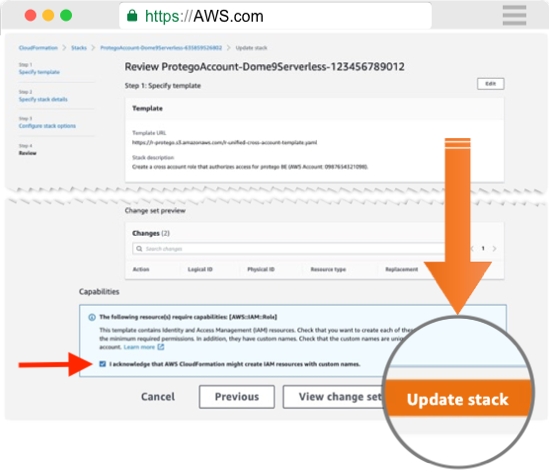 https://AWS.com
CloudFormation > Stacks > ProtegoAccount-Dome9Serverless-635859526802 > Update stack
Step 1
Specify template
Step 2
Specify stack details
Step 3
Configure stack options
Step 4
Review
Review ProtegoAccount-Dome9Serverless-123456789012
Step 1: Specify template
Edit
Template
Template URL
https://r-protego.s3.amazonaws.com/r-unified-cross-account-template.yaml
Stack description
Create a cross account role that authorizes access for protego BE (AWS Account: 0987654321098).
Change set preview
Changes (2)
Search changes
1
Action Logical ID Physical ID Resource type Replacement
Capabilities
The following resource(s) require capabilities: [AWS::IAM::Role]
This template contains Identity and Access Management (IAM) resources. Check that you want to create each of
the minimum required permissions. In addition, they have custom names. Check that the custom names are
account. Learn more
I acknowledge that AWS CloudFormation might create IAM resources with custom names.
Cancel Previous View change set
Update stack